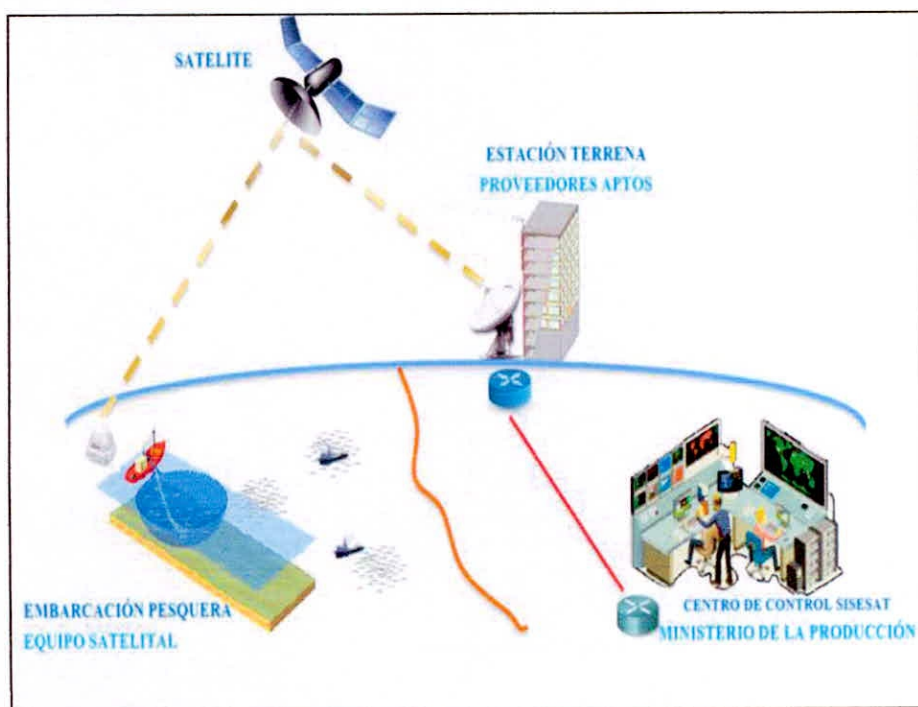 SATELITE
ESTACIÓN TERRENA
PROVEEDORES APTOS
EMBARCACIÓN PESQUERA
EQUIPO SATELITAL
CENTRO DE CONTROL SISESAT
MINISTERIO DE LA PRODUCCIÓN